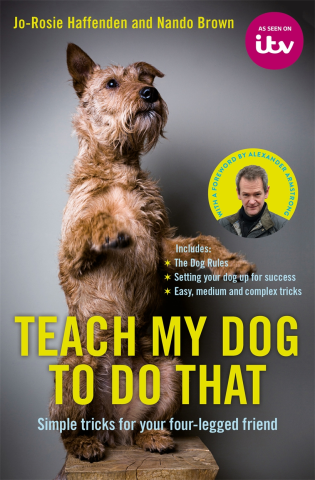 Jo-Rosie Haffenden and Nando Brown
AS SEEN ON
itv
WITH A FOREWORD BY ALEXANDER ARMSTRONG
Includes:
The Dog Rules
Setting your dog up for success
Easy, medium and complex tricks
TEACH MY DOG
TO DO THAT
Simple tricks for your four-legged friend